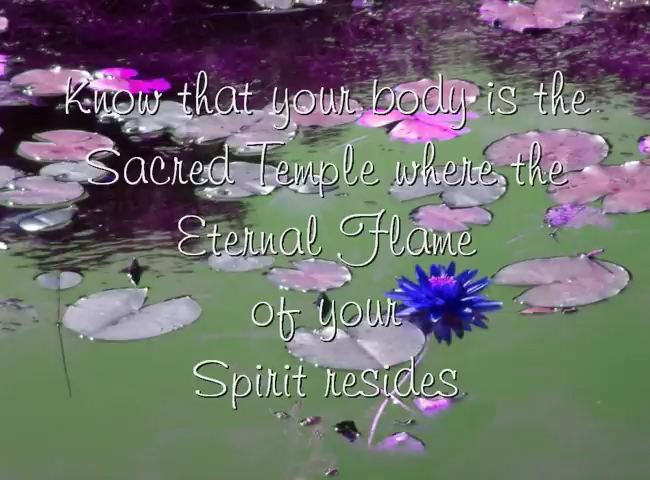 Know that your body is the
Sacred Temple where the
Eternal Flame
of your
Spirit resides